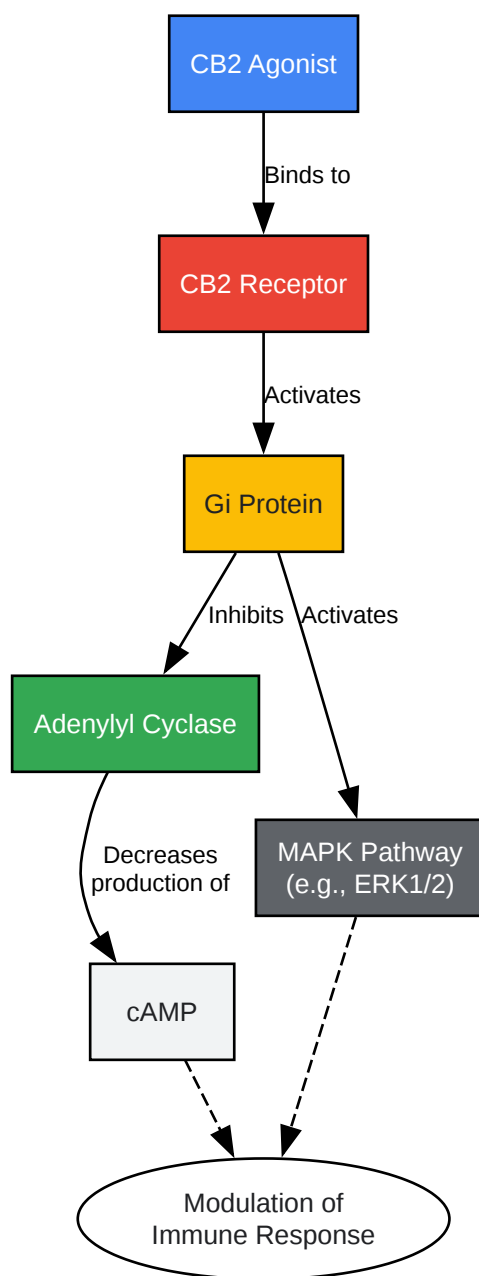 CB2 Agonist
Binds to
CB2 Receptor
Activates
Gi Protein
Inhibits
Activates
Adenylyl Cyclase
Decreases
production of
MAPK Pathway
(e.g., ERK1/2)
cAMP
Modulation of
Immune Response